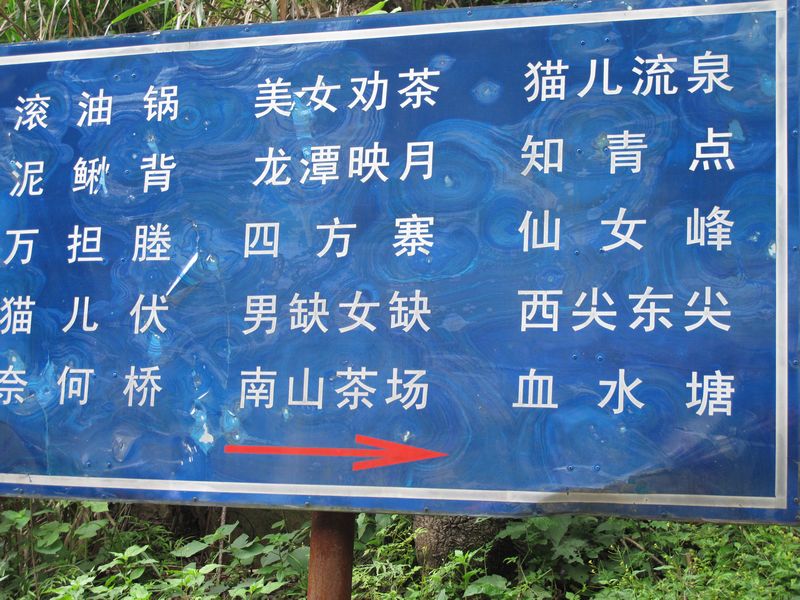 滚油锅 美女劝茶 猫儿流泉
泥鳅背 龙潭映月 知青点
万担塍 四方寨 仙女峰
猫儿伏 男缺女缺 西尖东尖
奈何桥 南山茶场 血水塘